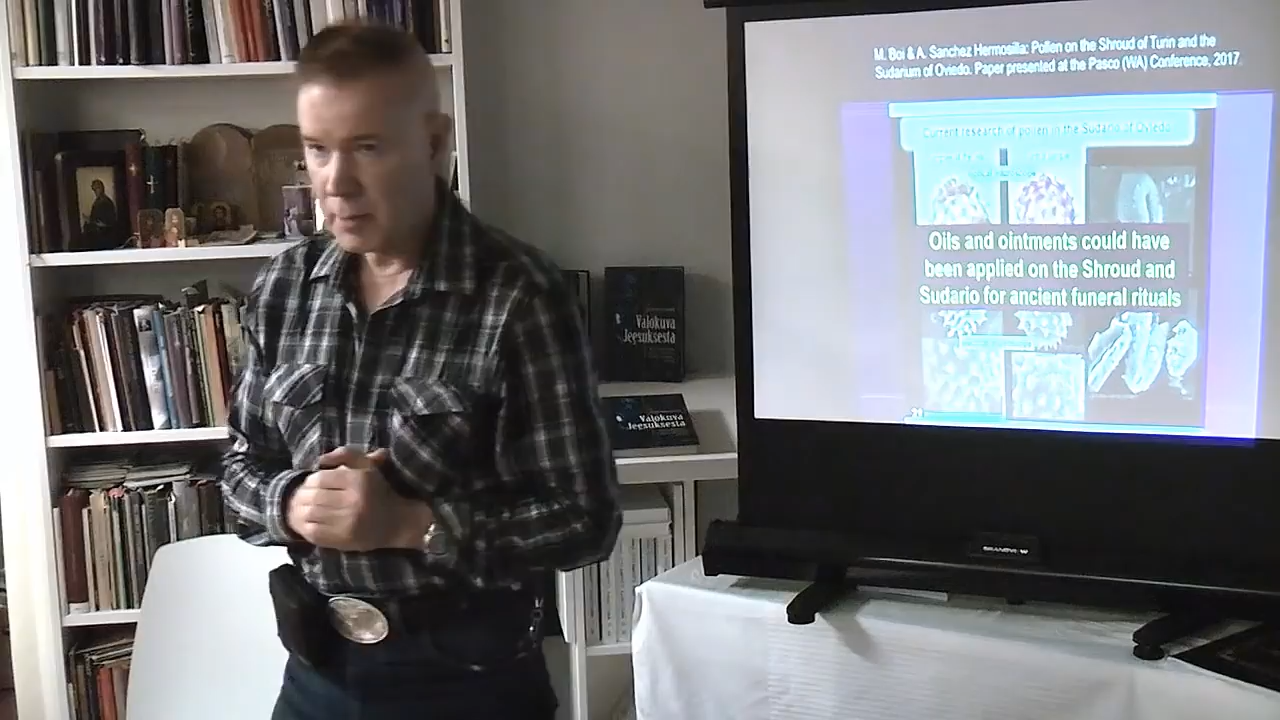 M. Boi & A. Sanchez Hermosilla: Pollen on the Shroud of Turin and the
Sudarium of Oviedo. Paper presented at the Pasco (WA) Conference, 2017.
Current research of pollen in the Sudario of Oviedo
Oils and ointments could have
been applied on the Shroud and
Sudario for ancient funeral rituals
Valokuva
Jeesuksesta
Valokuva
Jeesuksesta
GRANDVIEW